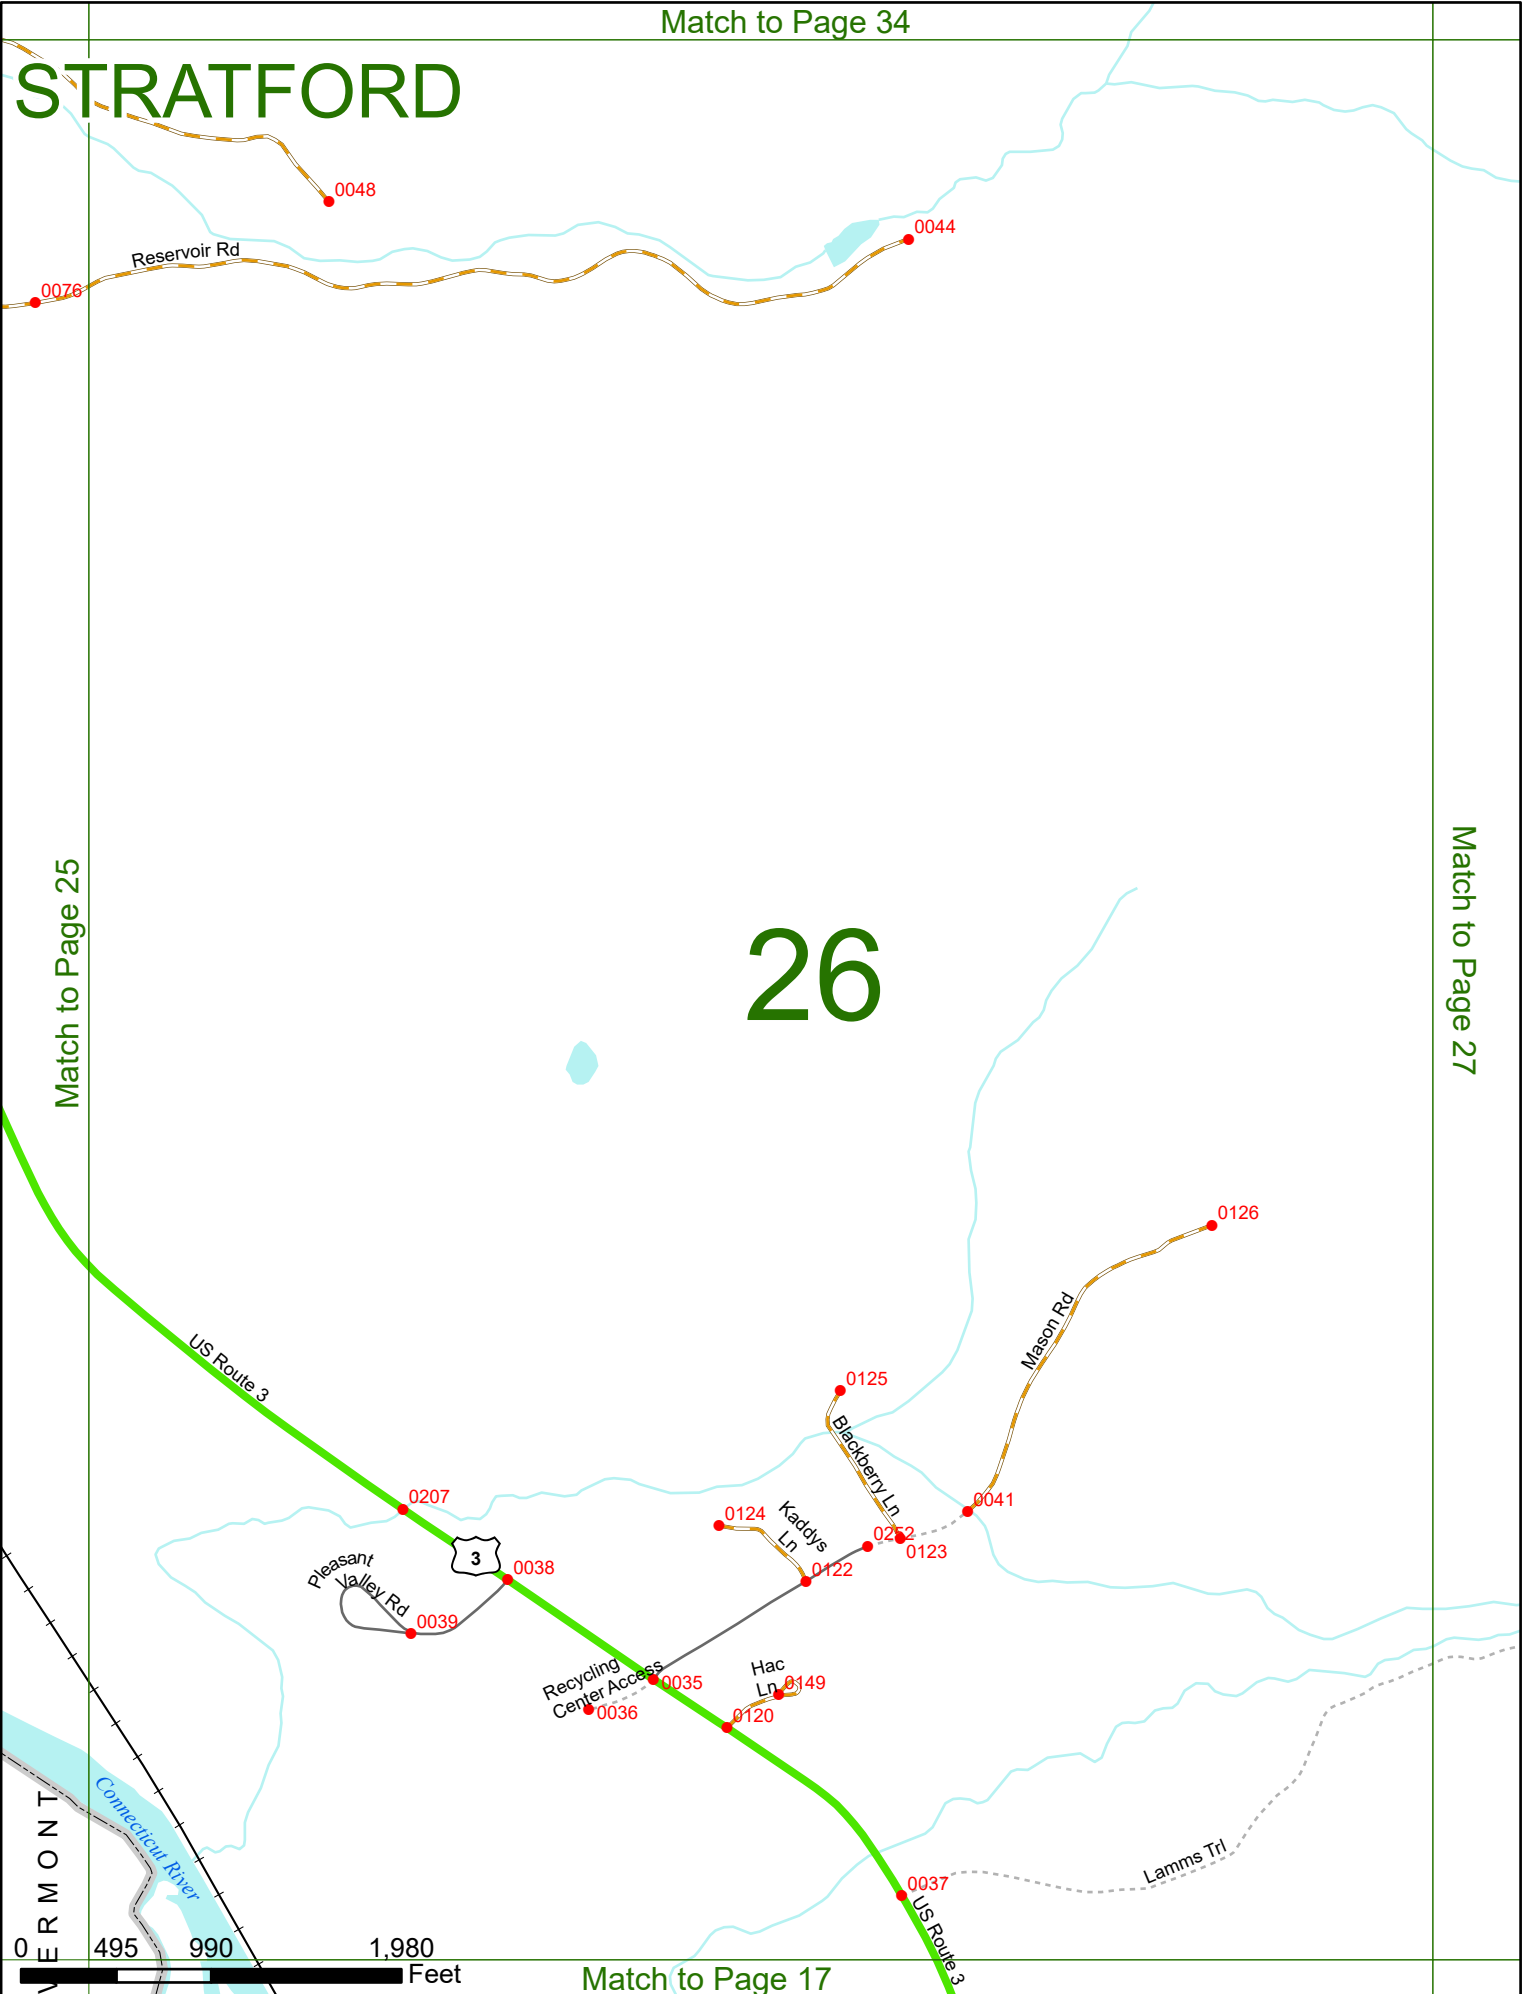 Match to Page 34
STRATFORD
0048
0044
Reservoir Rd
0076
Match to Page 25
26
Match to Page 27
0126
Mason Rd
US Route 3
0125
Blackberry Ln
0207
0041
0124
Kaddys
Ln
0252
0123
3
0038
0122
Pleasant
Valley Rd
0039
Recycling
Center Access
0035
Hac
Ln
0149
0036
0120
Connecticut River
VERMONT
Lamms Trl
0037
US Route 3
0 495 990 1,980
Feet
Match to Page 17